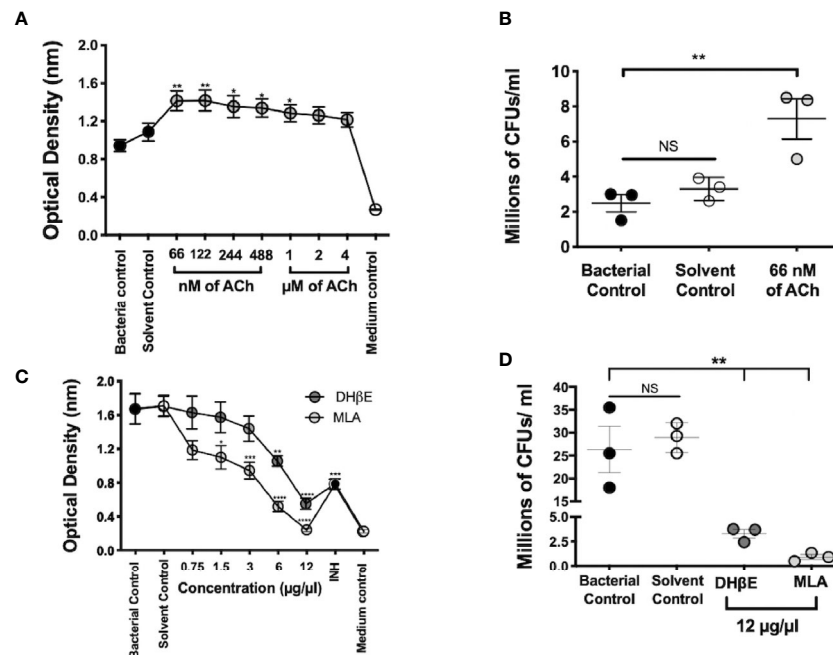 A
Optical Density (nm)
2.0
1.6
1.2
0.8
0.4
0.0
** ** * * *
Bacteria control
Solvent Control
66 122 244 488 1 2 4
nM of ACh µM of ACh
Medium control
B
Millions of CFUs/ml
10
8
6
4
2
0
**
NS
Bacterial Control
Solvent Control
66 nM of ACh
C
Optical Density (nm)
2.0
1.6
1.2
0.8
0.4
0.0
DHβE
MLA
* *** ** **** **** **** ***
Bacterial Control
Solvent Control
0.75 1.5 3 6 12 INH
Concentration (µg/µl)
Medium control
D
Millions of CFUs/ ml
40
35
30
25
20
15
5.0
2.5
0.0
**
NS
Bacterial Control
Solvent Control
DHβE MLA
12 µg/µl